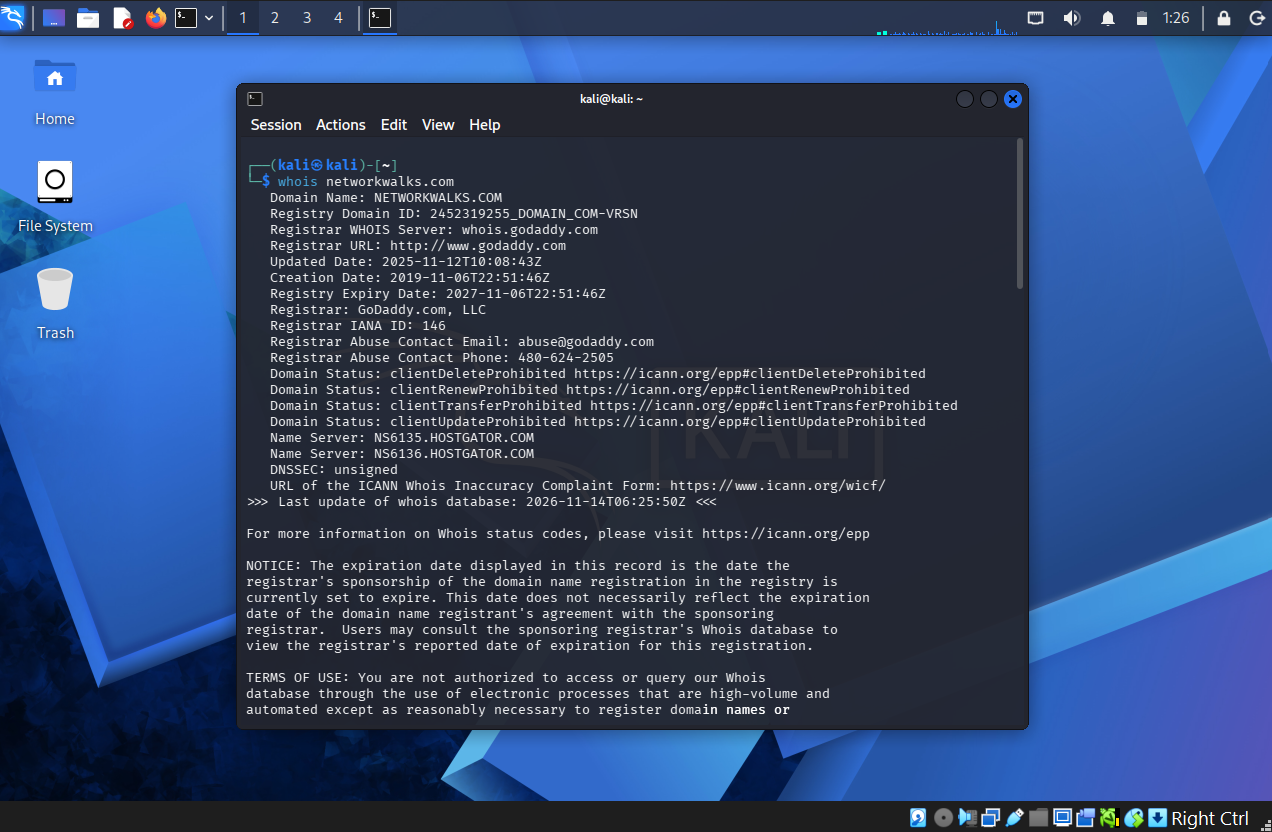 1 2 3 4
1:26
Home
File System
Trash
kali@kali: ~
Session Actions Edit View Help
┌──(kali㉿kali)-[~]
└─$ whois networkwalks.com
Domain Name: NETWORKWALKS.COM
Registry Domain ID: 2452319255_DOMAIN_COM-VRSN
Registrar WHOIS Server: whois.godaddy.com
Registrar URL: http://www.godaddy.com
Updated Date: 2025-11-12T10:08:43Z
Creation Date: 2019-11-06T22:51:46Z
Registry Expiry Date: 2027-11-06T22:51:46Z
Registrar: GoDaddy.com, LLC
Registrar IANA ID: 146
Registrar Abuse Contact Email: abuse@godaddy.com
Registrar Abuse Contact Phone: 480-624-2505
Domain Status: clientDeleteProhibited https://icann.org/epp#clientDeleteProhibited
Domain Status: clientRenewProhibited https://icann.org/epp#clientRenewProhibited
Domain Status: clientTransferProhibited https://icann.org/epp#clientTransferProhibited
Domain Status: clientUpdateProhibited https://icann.org/epp#clientUpdateProhibited
Name Server: NS6135.HOSTGATOR.COM
Name Server: NS6136.HOSTGATOR.COM
DNSSEC: unsigned
URL of the ICANN Whois Inaccuracy Complaint Form: https://www.icann.org/wicf/
>>> Last update of whois database: 2026-11-14T06:25:50Z <<<
For more information on Whois status codes, please visit https://icann.org/epp
NOTICE: The expiration date displayed in this record is the date the
registrar's sponsorship of the domain name registration in the registry is
currently set to expire. This date does not necessarily reflect the expiration
date of the domain name registrant's agreement with the sponsoring
registrar.  Users may consult the sponsoring registrar's Whois database to
view the registrar's reported date of expiration for this registration.
TERMS OF USE: You are not authorized to access or query our Whois
database through the use of electronic processes that are high-volume and
automated except as reasonably necessary to register domain names or
KALI
Right Ctrl